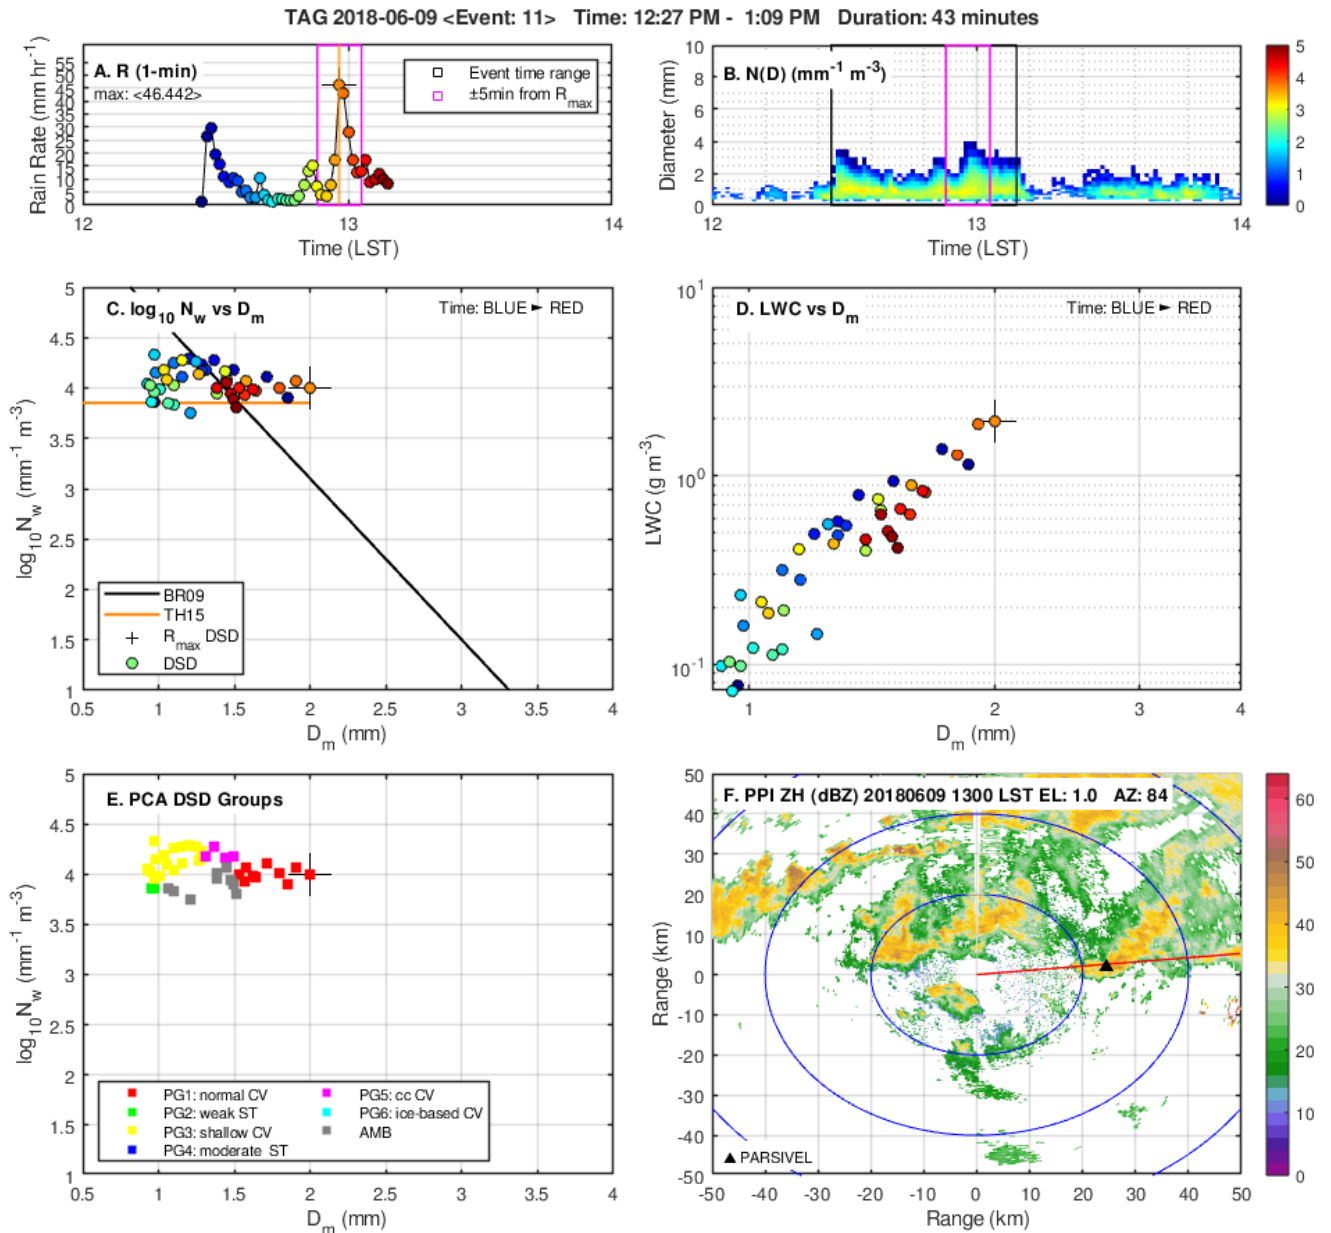 TAG 2018-06-09 <Event: 11>   Time: 12:27 PM -  1:09 PM   Duration: 43 minutes
A. R (1-min)
max: <46.442>
Event time range
±5min from Rmax
Rain Rate (mm hr-1)
55
50
45
40
35
30
25
20
15
10
5
0
12
13
14
Time (LST)
B. N(D) (mm-1 m-3)
Diameter (mm)
10
8
6
4
2
0
12
13
14
Time (LST)
5
4
3
2
1
0
C. log10 Nw vs Dm
Time: BLUE ► RED
log10Nw (mm-1 m-3)
5
4.5
4
3.5
3
2.5
2
1.5
1
BR09
TH15
Rmax DSD
DSD
0.5
1
1.5
2
2.5
3
3.5
4
Dm (mm)
D. LWC vs Dm
Time: BLUE ► RED
LWC (g m-3)
10^1
10^0
10^-1
1
2
3
4
Dm (mm)
E. PCA DSD Groups
log10Nw (mm-1 m-3)
5
4.5
4
3.5
3
2.5
2
1.5
1
PG1: normal CV
PG2: weak ST
PG3: shallow CV
PG4: moderate ST
PG5: cc CV
PG6: ice-based CV
AMB
0.5
1
1.5
2
2.5
3
3.5
4
Dm (mm)
F. PPI ZH (dBZ) 20180609 1300 LST EL: 1.0   AZ: 84
Range (km)
50
40
30
20
10
0
-10
-20
-30
-40
-50
▲ PARSIVEL
-50
-40
-30
-20
-10
0
10
20
30
40
50
Range (km)
60
50
40
30
20
10
0